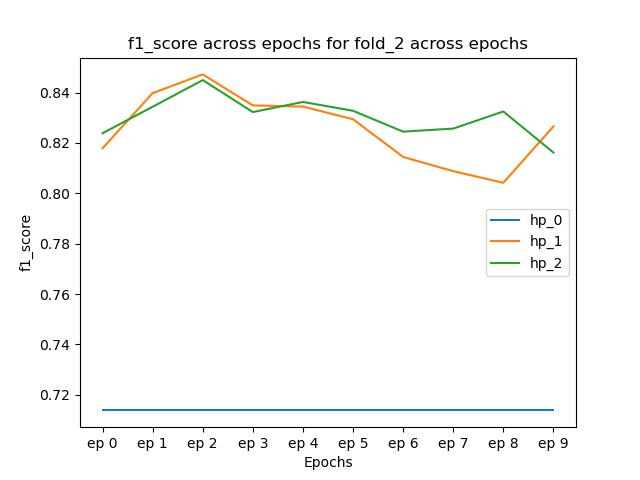 f1_score across epochs for fold_2 across epochs
0.84
0.82
0.80
0.78
0.76
0.74
0.72
f1_score
hp_0
hp_1
hp_2
ep 0 ep 1 ep 2 ep 3 ep 4 ep 5 ep 6 ep 7 ep 8 ep 9
Epochs